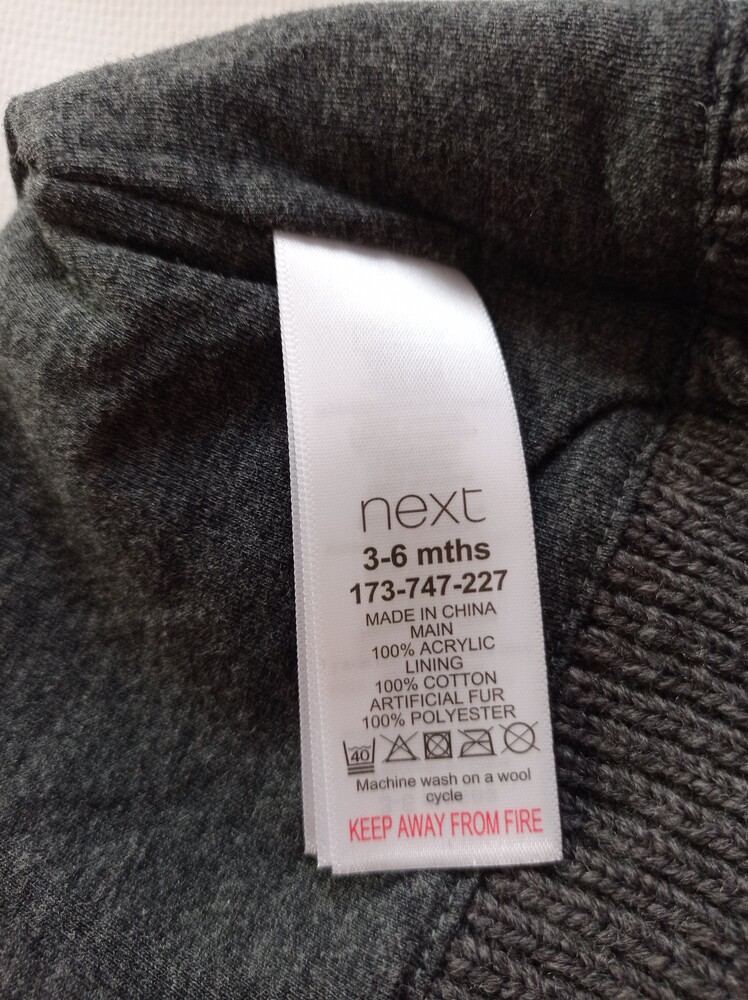 next
3-6 mths
173-747-227
MADE IN CHINA
MAIN
100% ACRYLIC
LINING
100% COTTON
ARTIFICIAL FUR
100% POLYESTER
40
Machine wash on a wool
cycle
KEEP AWAY FROM FIRE